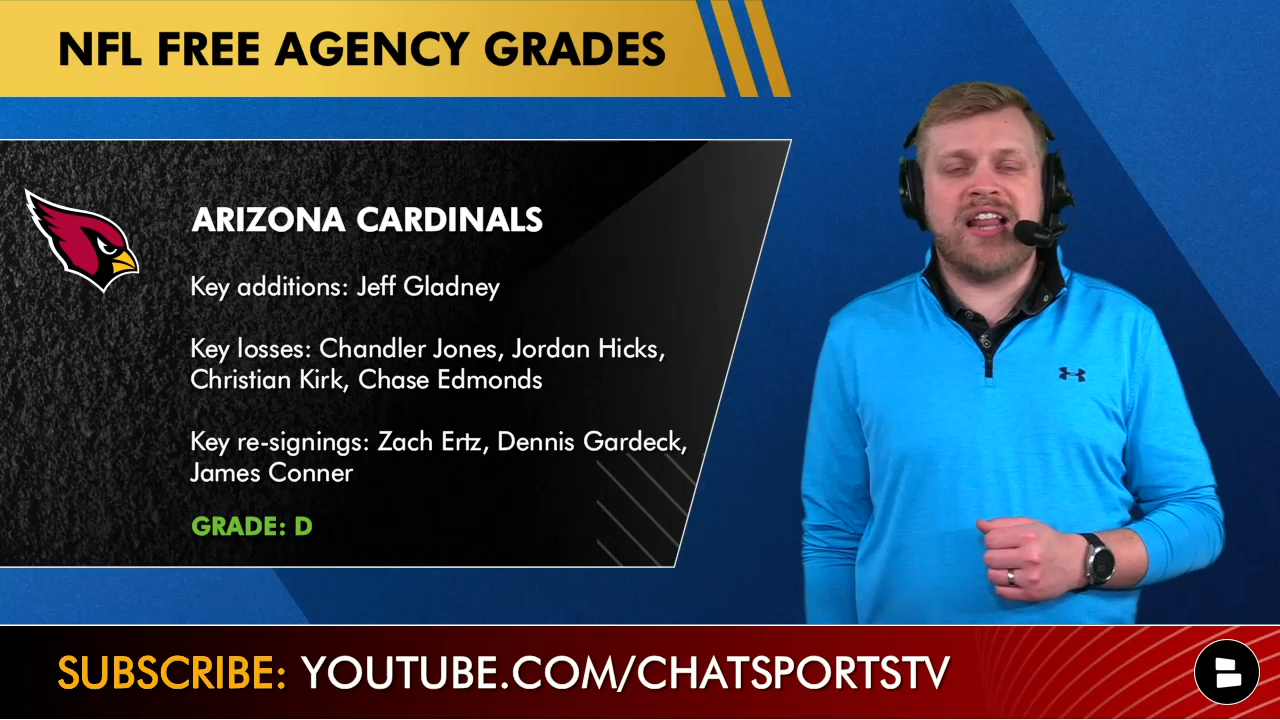 NFL FREE AGENCY GRADES
ARIZONA CARDINALS
Key additions: Jeff Gladney
Key losses: Chandler Jones, Jordan Hicks,
Christian Kirk, Chase Edmonds
Key re-signings: Zach Ertz, Dennis Gardeck,
James Conner
GRADE: D
SUBSCRIBE: YOUTUBE.COM/CHATSPORTSTV